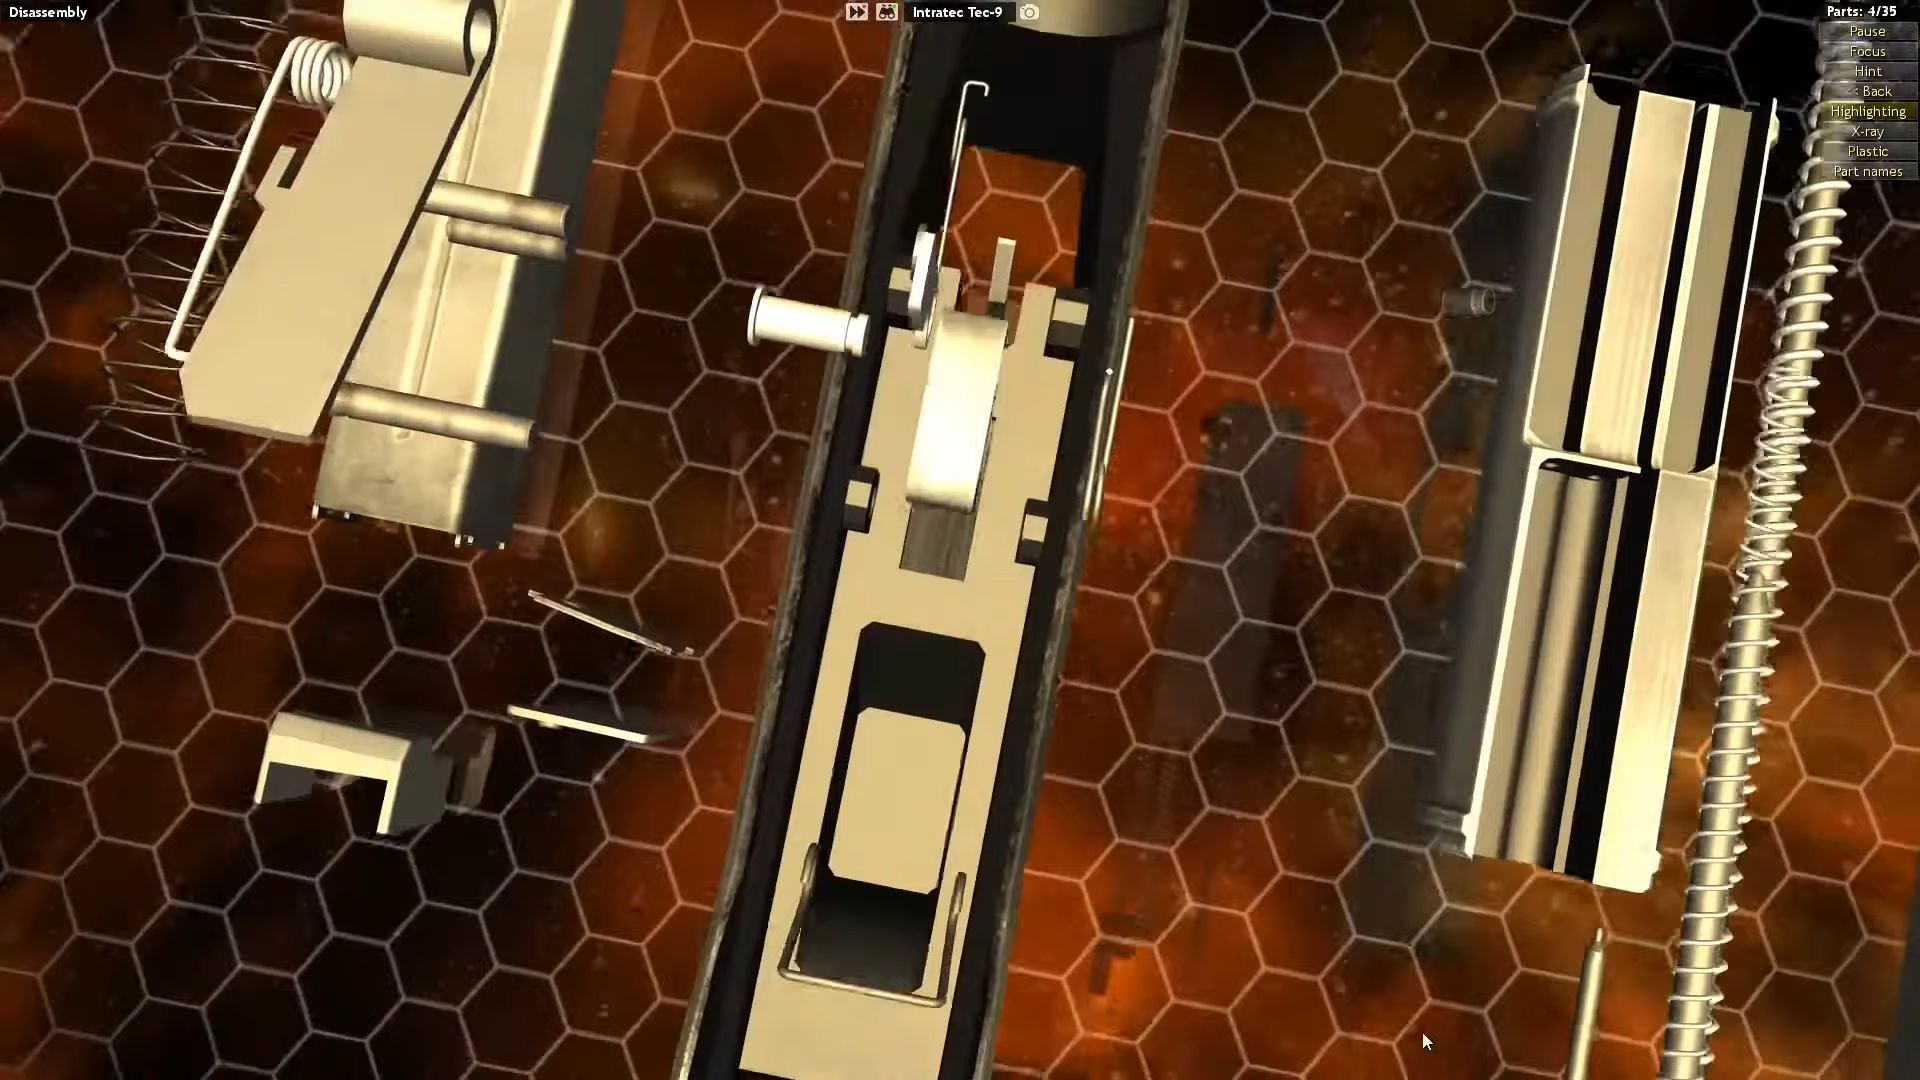 Disassembly
Intratec Tec-9
Parts: 4/35
Pause
Focus
Hint
<< Back
Highlighting
X-ray
Plastic
Part names